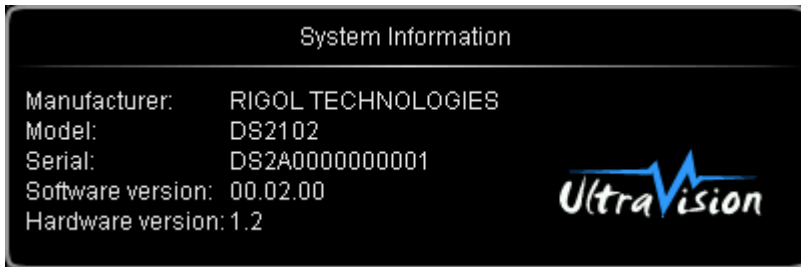 System Information
Manufacturer: RIGOL TECHNOLOGIES
Model: DS2102
Serial: DS2A0000000001
Software version: 00.02.00
Hardware version: 1.2
UltraVision